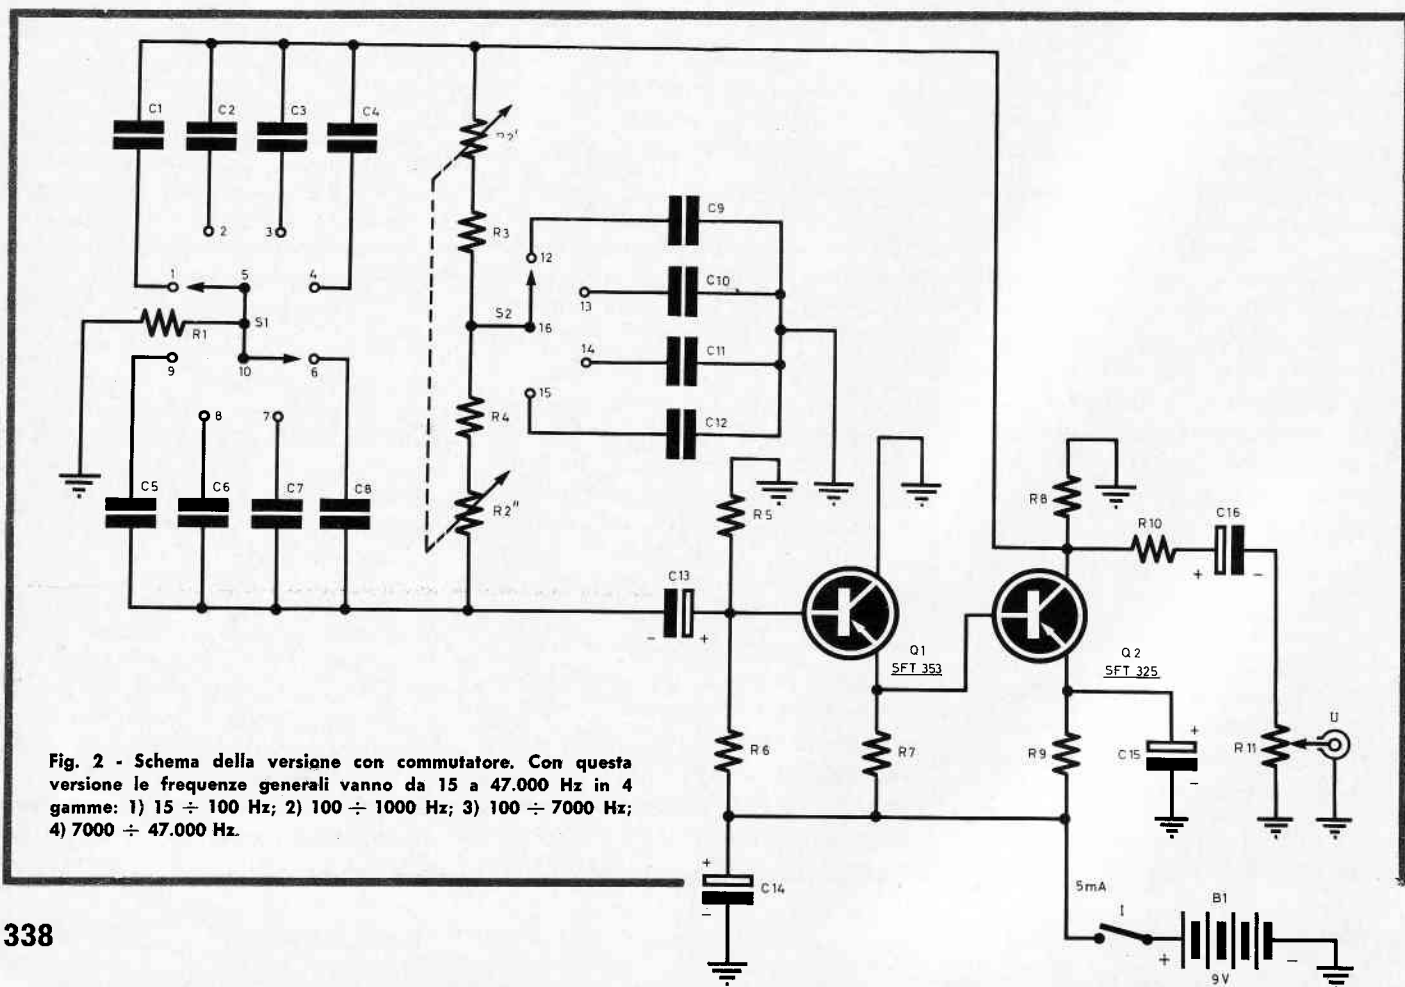 C1
C2
C3
C4
R2'
R3
C9
2
3
12
C10
1
5
4
13
S1
S2
16
R1
14
C11
9
10
6
15
8
7
R4
C12
C5
C6
C7
C8
R2"
R5
R8
R10
C16
+
-
C13
-
+
Q1
SFT 353
Q2
SFT 325
R6
R7
R9
+
C15
-
R11
U
Fig. 2 - Schema della versione con commutatore. Con questa
versione le frequenze generali vanno da 15 a 47.000 Hz in 4
gamme: 1) 15 ÷ 100 Hz; 2) 100 ÷ 1000 Hz; 3) 100 ÷ 7000 Hz;
4) 7000 ÷ 47.000 Hz.
+
C14
-
5mA
I
B1
+
-
9V
338